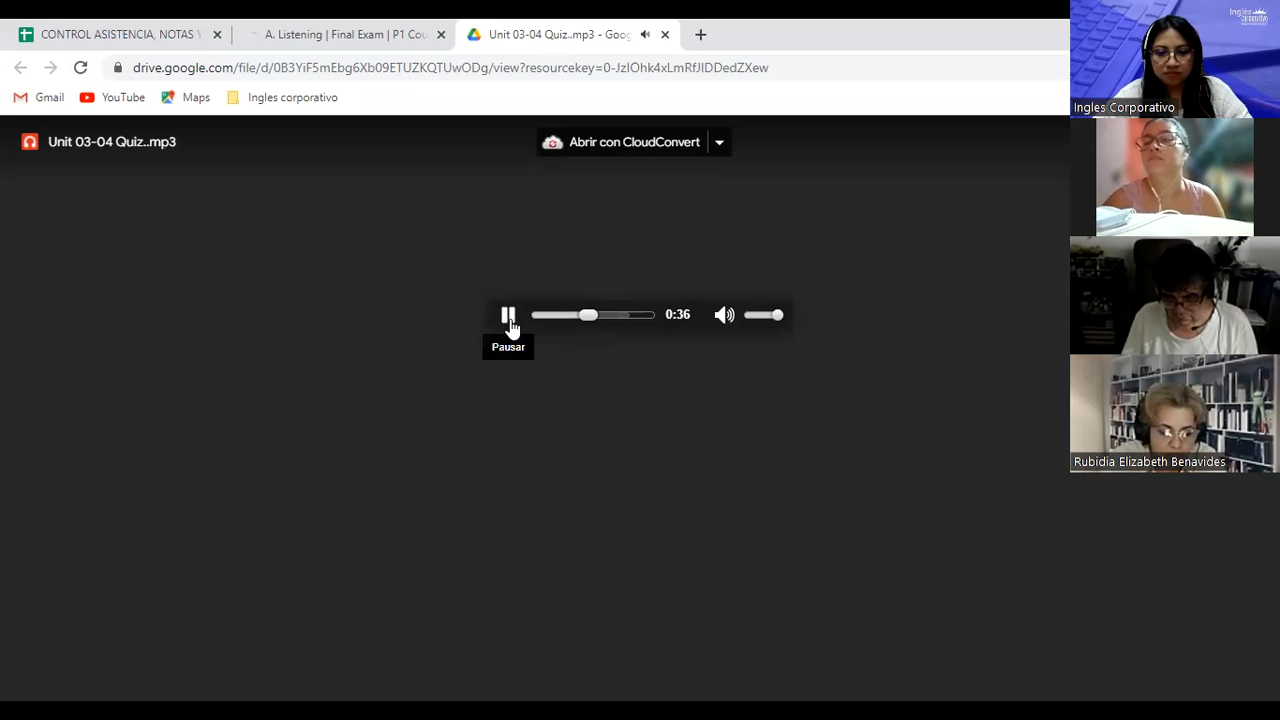 CONTROL ASISTENCIA, NOTAS Y
A. Listening | Final Exam | P1 Cou
Unit 03-04 Quiz..mp3 - Goog
drive.google.com/file/d/0B3YiF5mEbg6Xb09ETUZKQTUwODg/view?resourcekey=0-JzIOhk4xLmRfJIDDedZXew
Gmail
YouTube
Maps
Ingles corporativo
Unit 03-04 Quiz..mp3
Abrir con CloudConvert
0:36
Pausar
Ingles
Ingles Corporativo
Rubidia Elizabeth Benavides